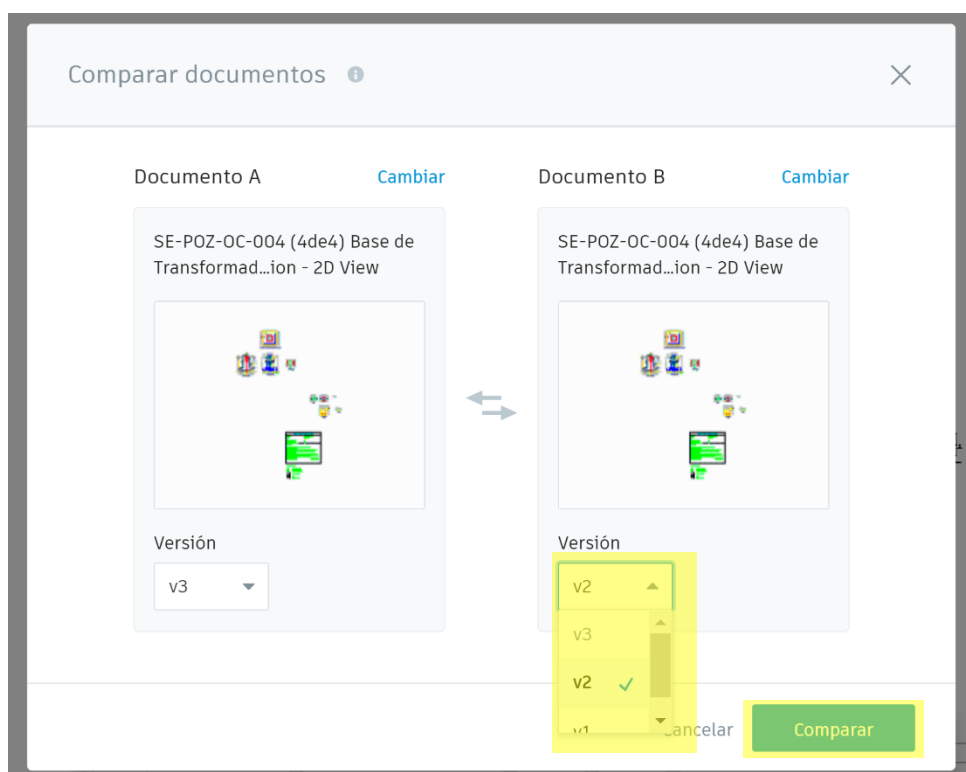 Comparar documentos
Documento A
Cambiar
SE-POZ-OC-004 (4de4) Base de
Transformad...ion - 2D View
Versión
v3
Documento B
Cambiar
SE-POZ-OC-004 (4de4) Base de
Transformad...ion - 2D View
Versión
v2
v3
v2
v1
Cancelar
Comparar